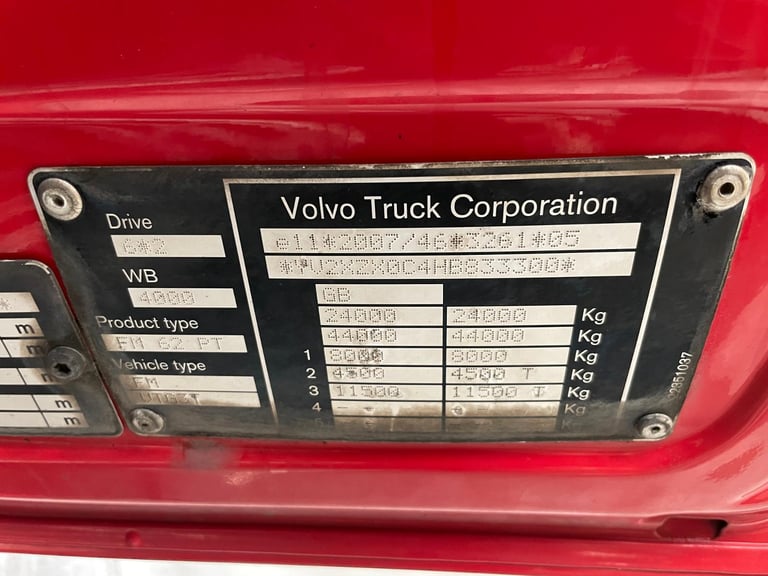 *
m
m
m
m
Drive
6*2
WB
4000
Product type
FM 62 PT
Vehicle type
FM
Volvo Truck Corporation
e11*2007/46*3261*05
*YV2XZX0C4HB833300*
GB
24000 24000 Kg
44000 44000 Kg
1 8000 8000 Kg
2 4500 4500 T Kg
3 11500 11500 T Kg
4 - - Kg
2351037